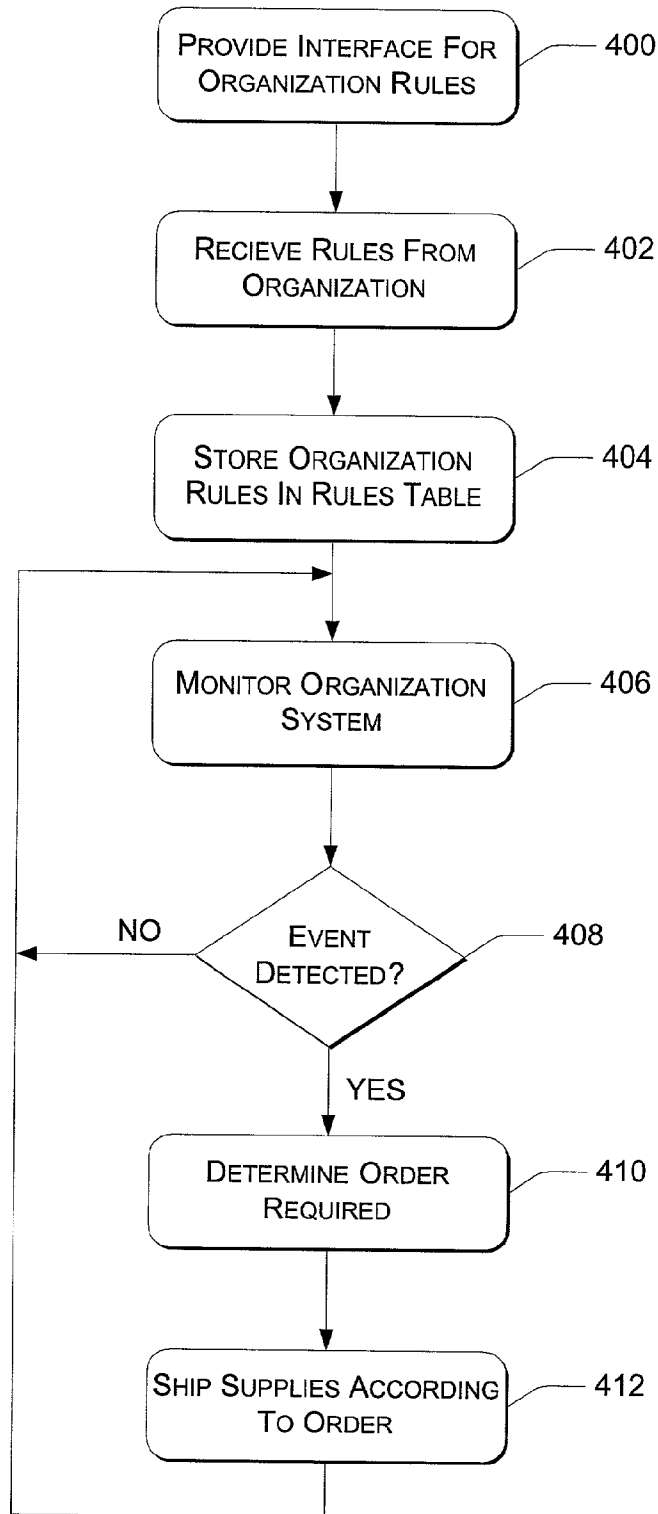 PROVIDE INTERFACE FOR
ORGANIZATION RULES
400
RECIEVE RULES FROM
ORGANIZATION
402
STORE ORGANIZATION
RULES IN RULES TABLE
404
MONITOR ORGANIZATION
SYSTEM
406
NO
EVENT
DETECTED?
408
YES
DETERMINE ORDER
REQUIRED
410
SHIP SUPPLIES ACCORDING
TO ORDER
412